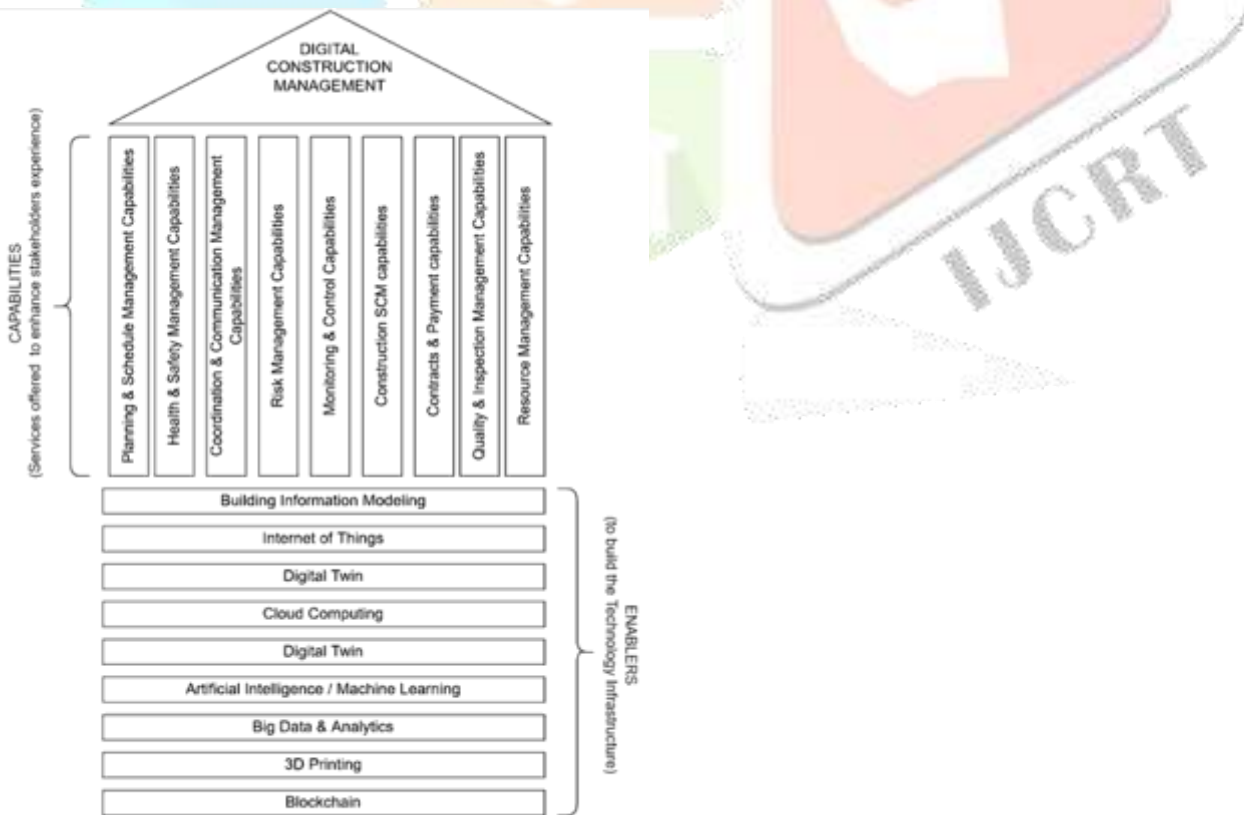 DIGITAL
CONSTRUCTION
MANAGEMENT
CAPABILITIES
(Services offered to enhance stakeholders experience)
Planning & Schedule Management Capabilities
Health & Safety Management Capabilities
Coordination & Communication Management
Capabilities
Risk Management Capabilities
Monitoring & Control Capabilities
Construction SCM capabilities
Contracts & Payment capabilities
Quality & Inspection Management Capabilities
Resource Management Capabilities
Building Information Modeling
Internet of Things
Digital Twin
Cloud Computing
Digital Twin
Artificial Intelligence / Machine Learning
Big Data & Analytics
3D Printing
Blockchain
ENABLERS
(to build the Technology Infrastructure)
IJCRT